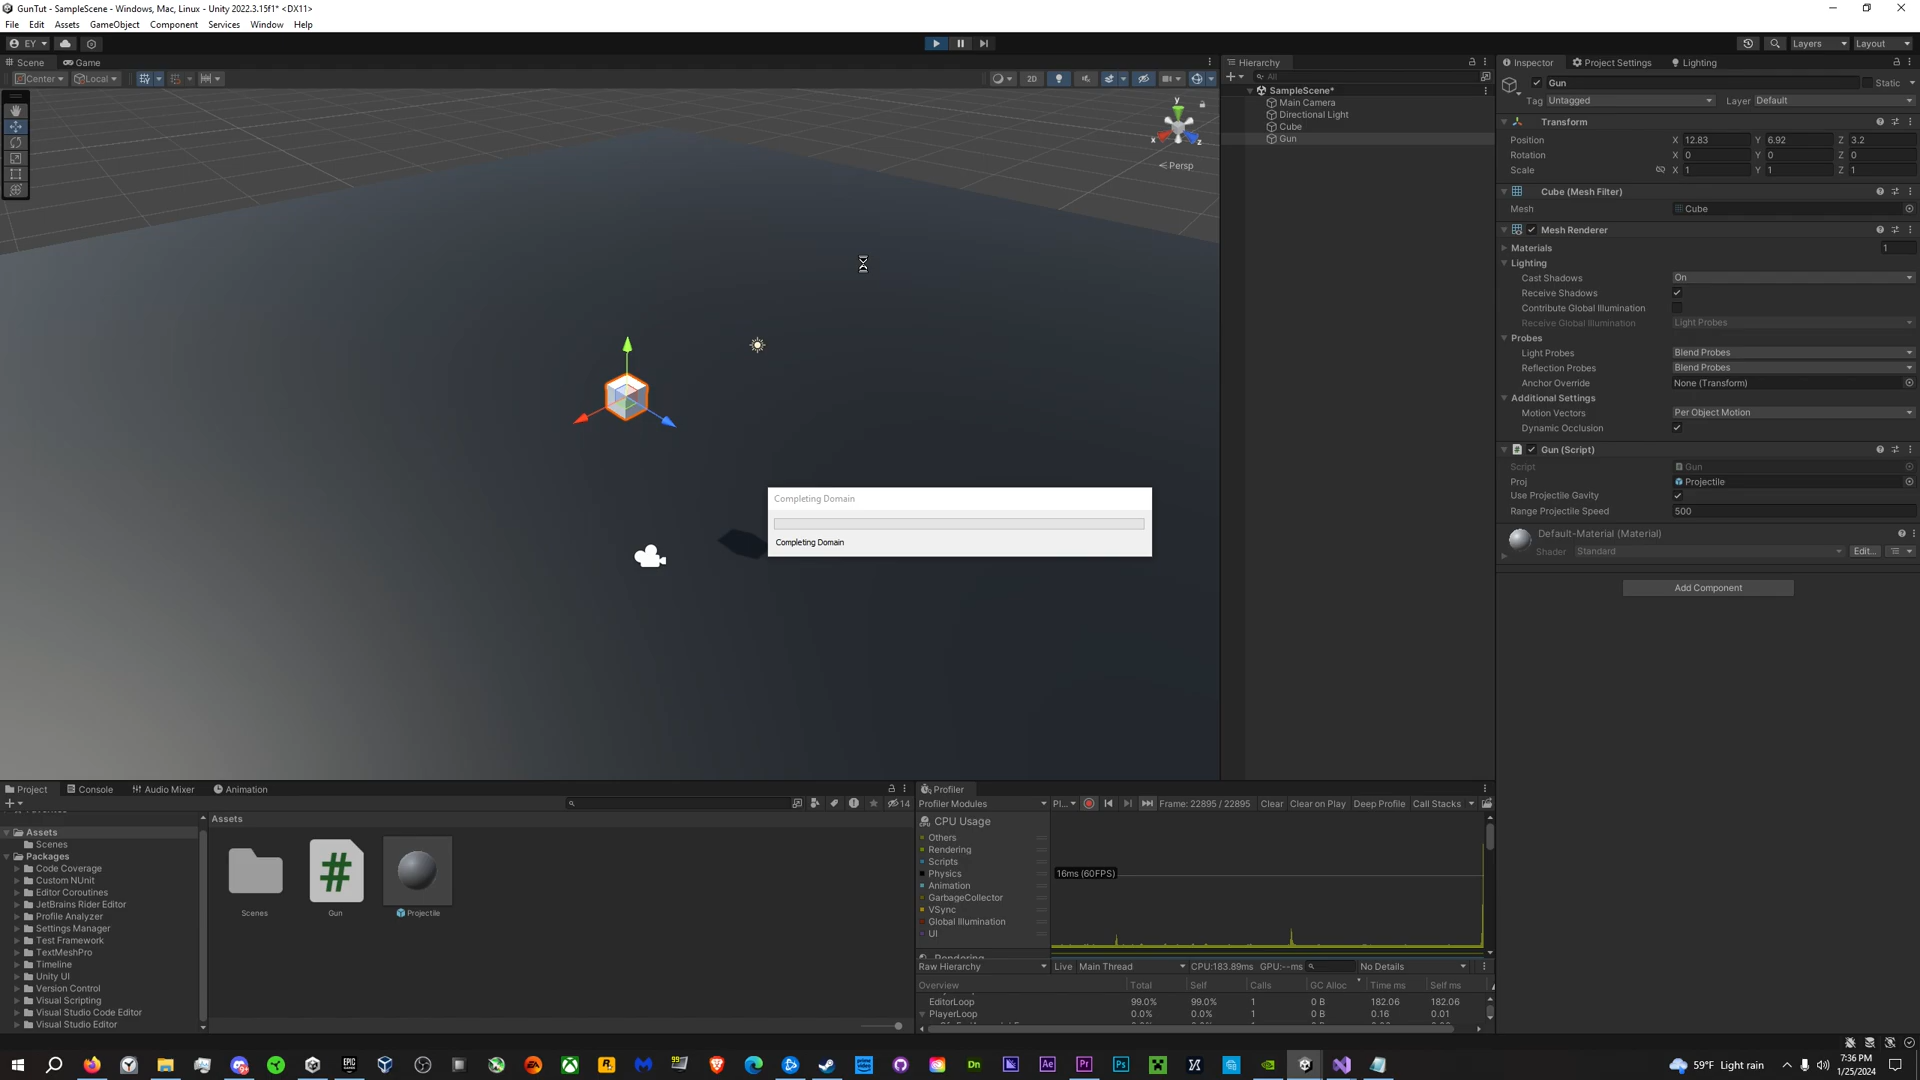 GunTut - SampleScene - Windows, Mac, Linux - Unity 2022.3.15f1* <DX11>
File Edit Assets GameObject Component Services Window Help
EY Layers Layout
Scene Game
Center Local 2D
y x z
Persp
Hierarchy
All
SampleScene*
Main Camera
Directional Light
Cube
Gun
Inspector Project Settings Lighting
Gun Static
Tag Untagged Layer Default
Transform
Position X 12.83 Y 6.92 Z 3.2
Rotation X 0 Y 0 Z 0
Scale X 1 Y 1 Z 1
Cube (Mesh Filter)
Mesh Cube
Mesh Renderer
Materials 1
Lighting
Cast Shadows On
Receive Shadows
Contribute Global Illumination
Receive Global Illumination Light Probes
Probes
Light Probes Blend Probes
Reflection Probes Blend Probes
Anchor Override None (Transform)
Additional Settings
Motion Vectors Per Object Motion
Dynamic Occlusion
Gun (Script)
Script Gun
Proj Projectile
Use Projectile Gavity
Range Projectile Speed 500
Default-Material (Material)
Shader Standard Edit...
Add Component
Completing Domain
Completing Domain
Project Console Audio Mixer Animation
14
Assets
Scenes
Packages
Code Coverage
Custom NUnit
Editor Coroutines
JetBrains Rider Editor
Profile Analyzer
Settings Manager
Test Framework
TextMeshPro
Timeline
Unity UI
Version Control
Visual Scripting
Visual Studio Code Editor
Visual Studio Editor
Assets
Scenes Gun Projectile
Profiler
Profiler Modules Pl... Frame: 22895 / 22895 Clear Clear on Play Deep Profile Call Stacks
CPU Usage
Others
Rendering
Scripts
Physics
Animation
GarbageCollector
VSync
Global Illumination
UI
Rendering
16ms (60FPS)
Raw Hierarchy Live Main Thread CPU:183.89ms GPU:--ms No Details
Overview Total Self Calls GC Alloc Time ms Self ms
EditorLoop 99.0% 99.0% 1 0 B 182.06 182.06
PlayerLoop 0.0% 0.0% 1 0 B 0.16 0.01
59°F Light rain
7:36 PM
1/25/2024